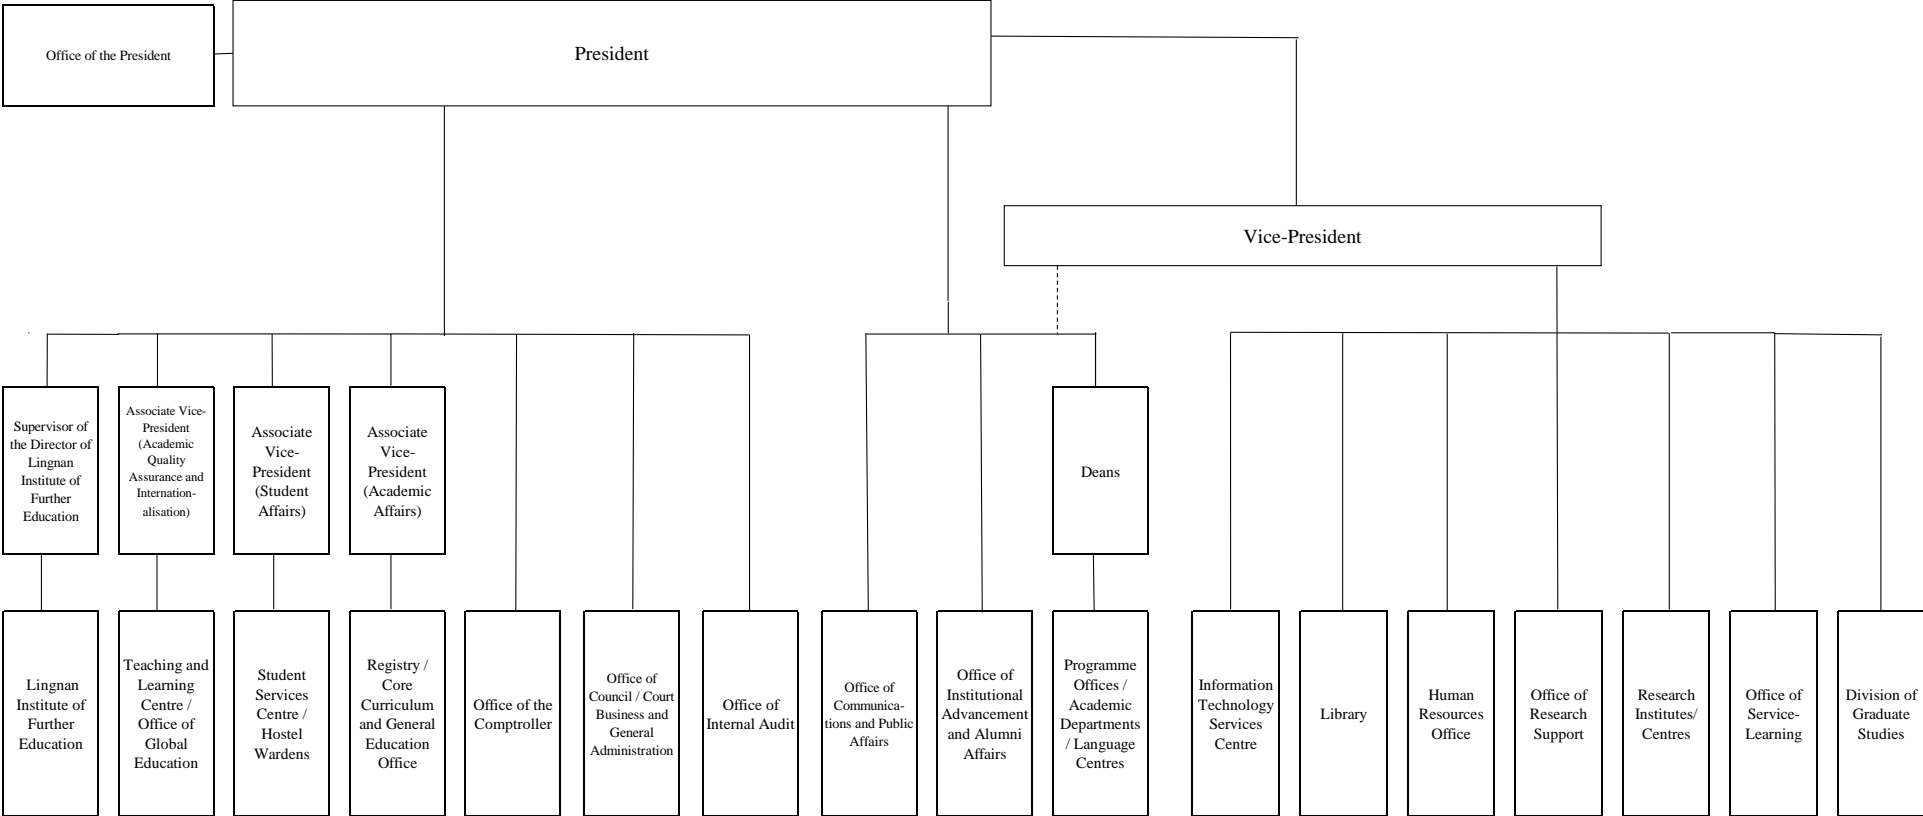 Office of the President
President
Vice-President
Supervisor of
the Director of
Lingnan
Institute of
Further
Education
Associate Vice-
President
(Academic
Quality
Assurance and
Internation-
alisation)
Associate
Vice-
President
(Student
Affairs)
Associate
Vice-
President
(Academic
Affairs)
Deans
Lingnan
Institute of
Further
Education
Teaching and
Learning
Centre /
Office of
Global
Education
Student
Services
Centre /
Hostel
Wardens
Registry /
Core
Curriculum
and General
Education
Office
Office of the
Comptroller
Office of
Council / Court
Business and
General
Administration
Office of
Internal Audit
Office of
Communica-
tions and Public
Affairs
Office of
Institutional
Advancement
and Alumni
Affairs
Programme
Offices /
Academic
Departments
/ Language
Centres
Information
Technology
Services
Centre
Library
Human
Resources
Office
Office of
Research
Support
Research
Institutes/
Centres
Office of
Service-
Learning
Division of
Graduate
Studies